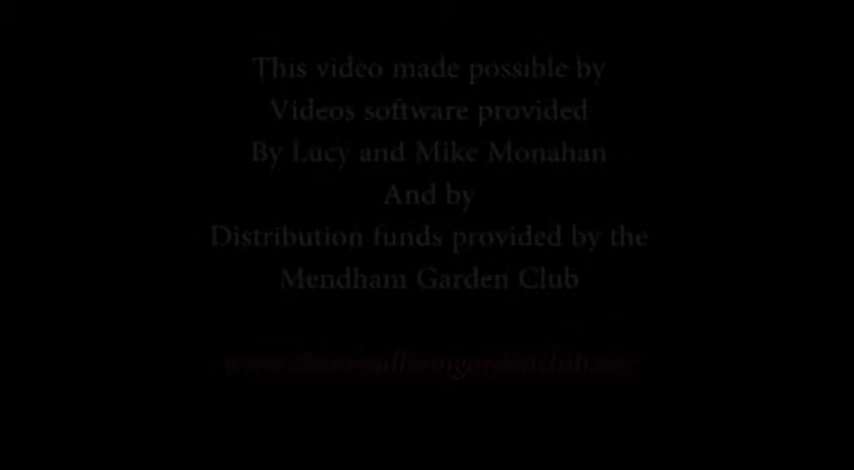 This video made possible by
Videos software provided
By Lucy and Mike Monahan
And by
Distribution funds provided by the
Mendham Garden Club